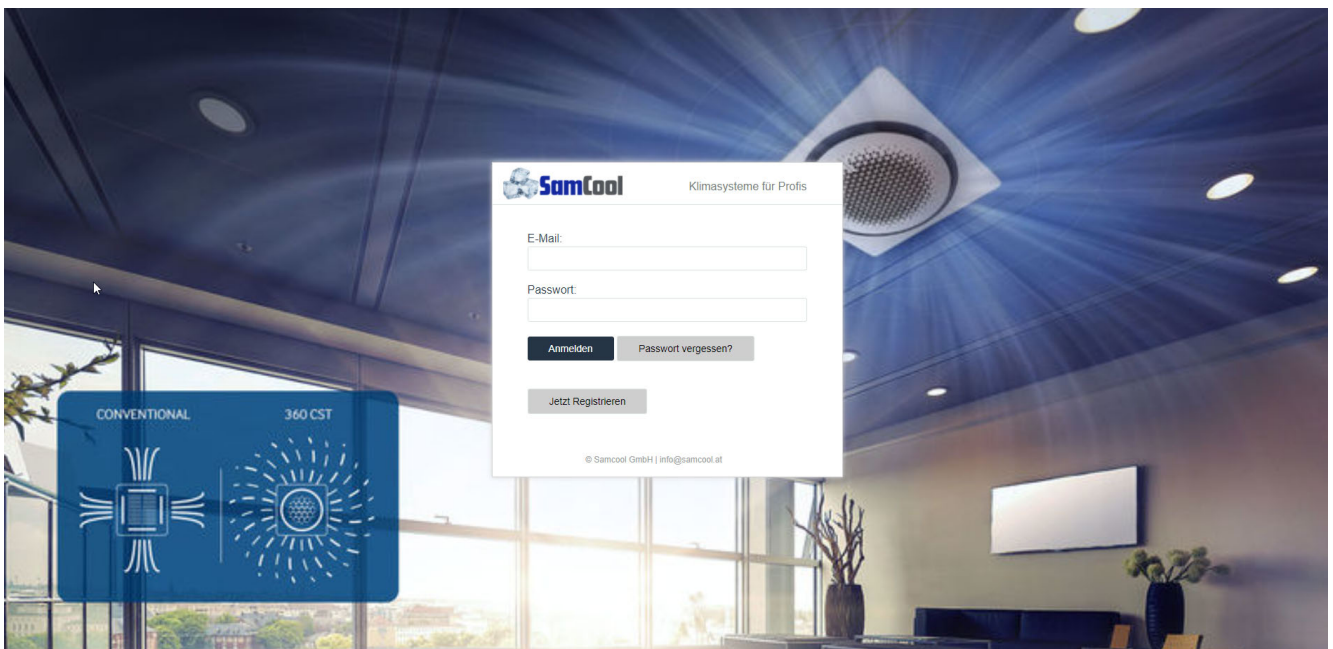 SamCool
Klimasysteme für Profis
E-Mail:
Passwort:
Anmelden
Passwort vergessen?
Jetzt Registrieren
© Samcool GmbH | info@samcool.at
CONVENTIONAL
360 CST